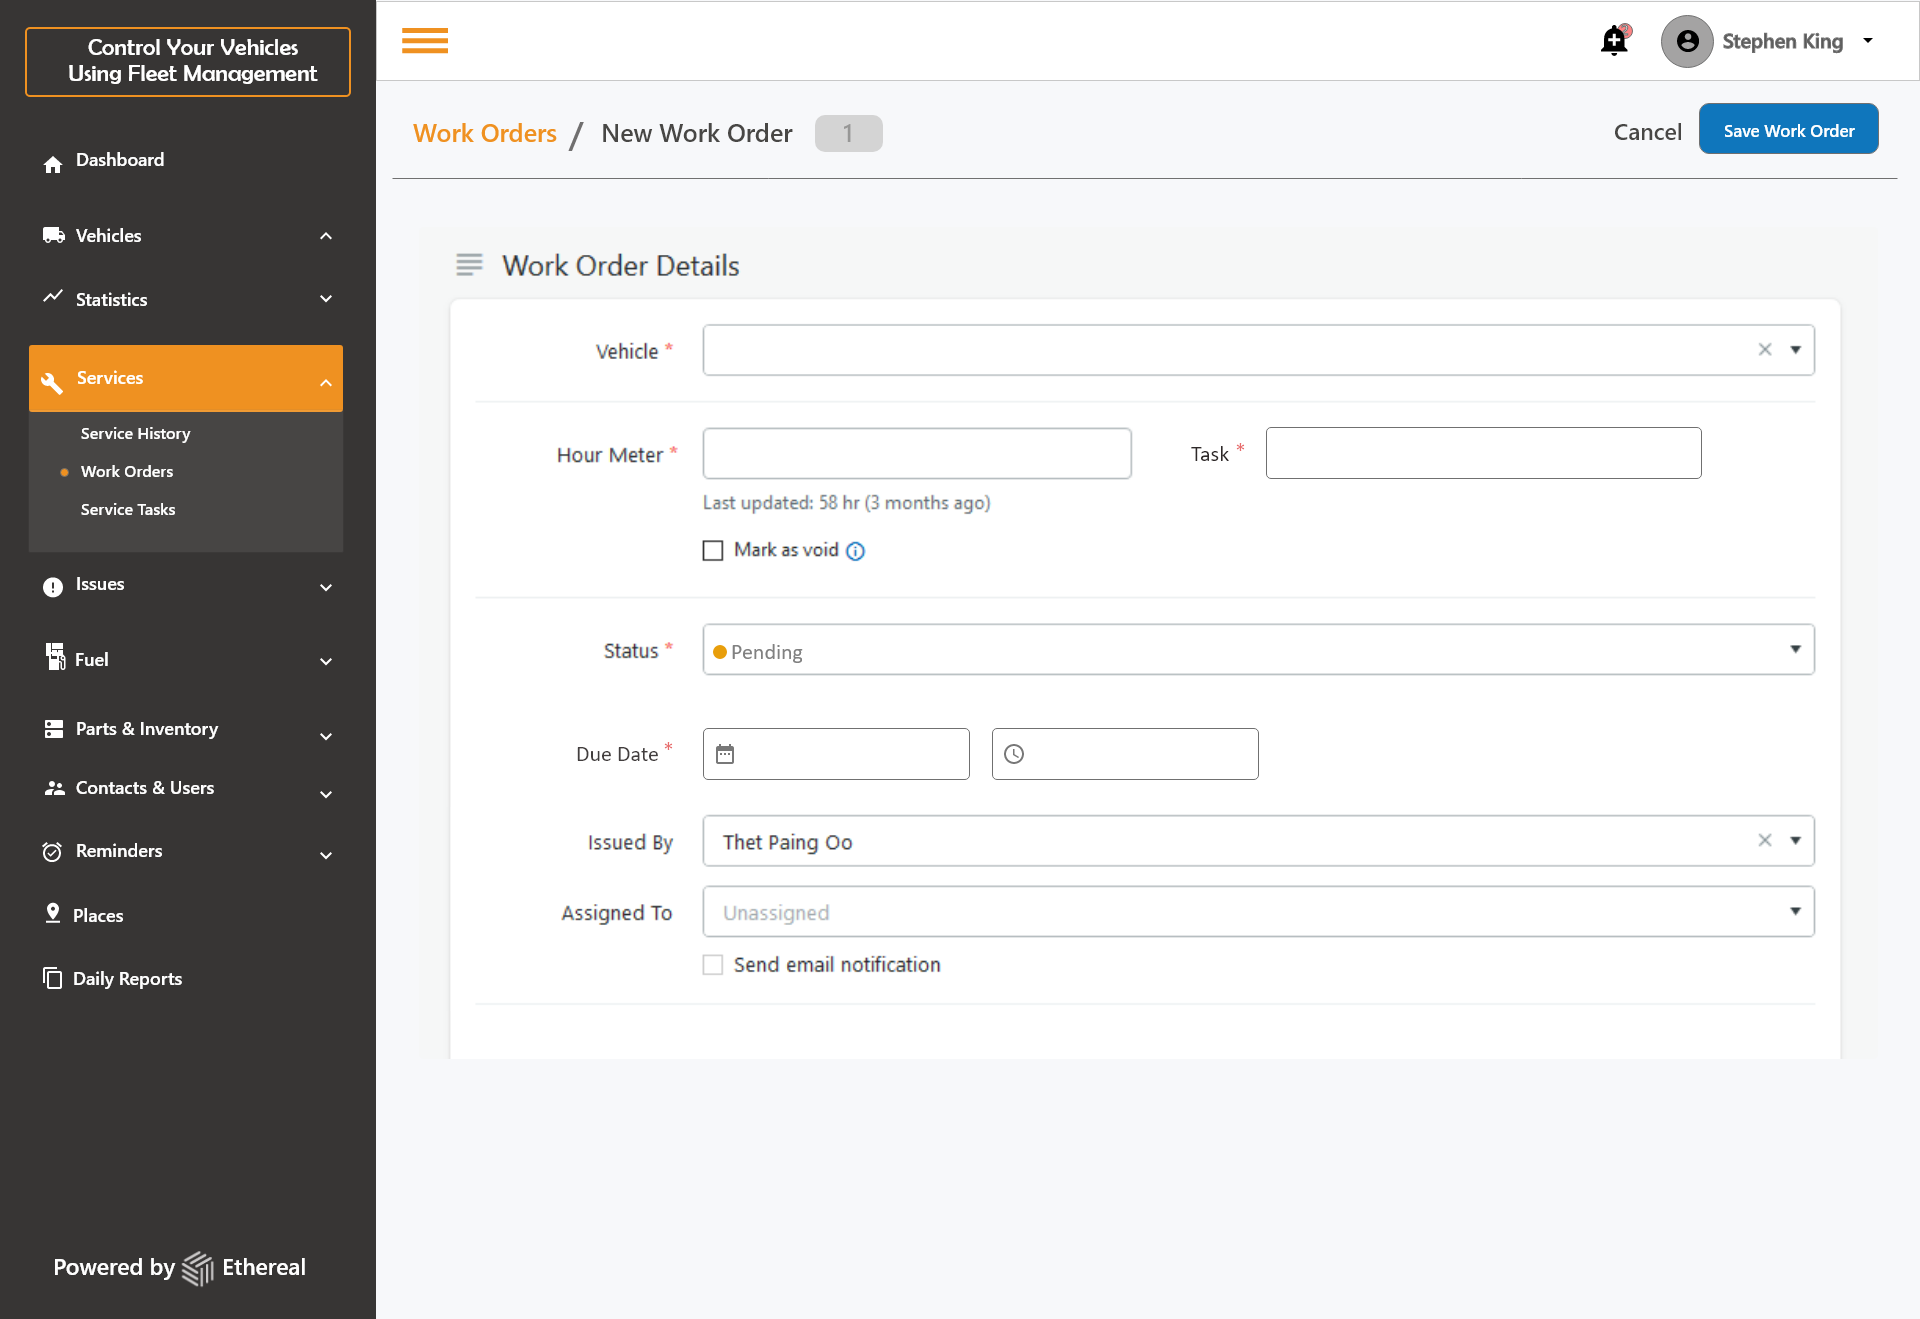 Control Your Vehicles
Using Fleet Management
Dashboard
Vehicles
Statistics
Services
Service History
Work Orders
Service Tasks
Issues
Fuel
Parts & Inventory
Contacts & Users
Reminders
Places
Daily Reports
Powered by Ethereal
Stephen King
Work Orders / New Work Order 1
Cancel
Save Work Order
Work Order Details
Vehicle *
Hour Meter *
Task *
Last updated: 58 hr (3 months ago)
Mark as void
Status *
Pending
Due Date *
Issued By
Thet Paing Oo
Assigned To
Unassigned
Send email notification